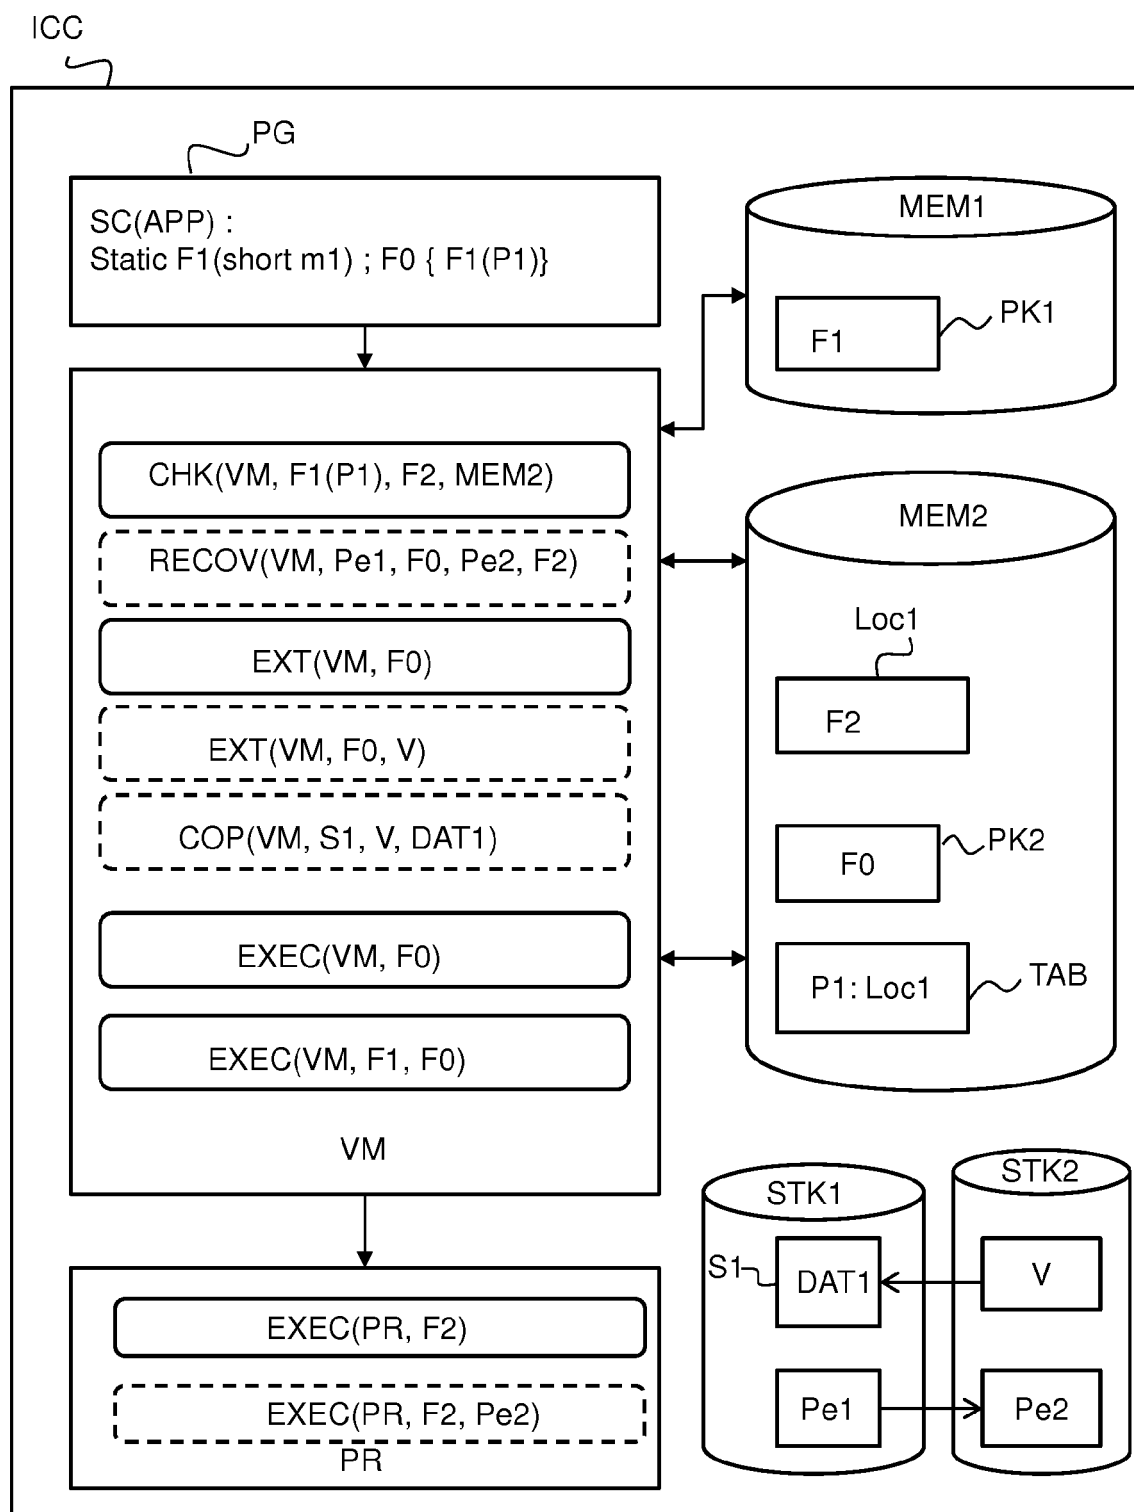 ICC
PG
SC(APP) :
Static F1(short m1) ; F0 { F1(P1)}
MEM1
F1
PK1
CHK(VM, F1(P1), F2, MEM2)
RECOV(VM, Pe1, F0, Pe2, F2)
EXT(VM, F0)
EXT(VM, F0, V)
COP(VM, S1, V, DAT1)
EXEC(VM, F0)
EXEC(VM, F1, F0)
VM
MEM2
Loc1
F2
F0
PK2
P1: Loc1
TAB
STK1
S1
DAT1
Pe1
STK2
V
Pe2
EXEC(PR, F2)
EXEC(PR, F2, Pe2)
PR